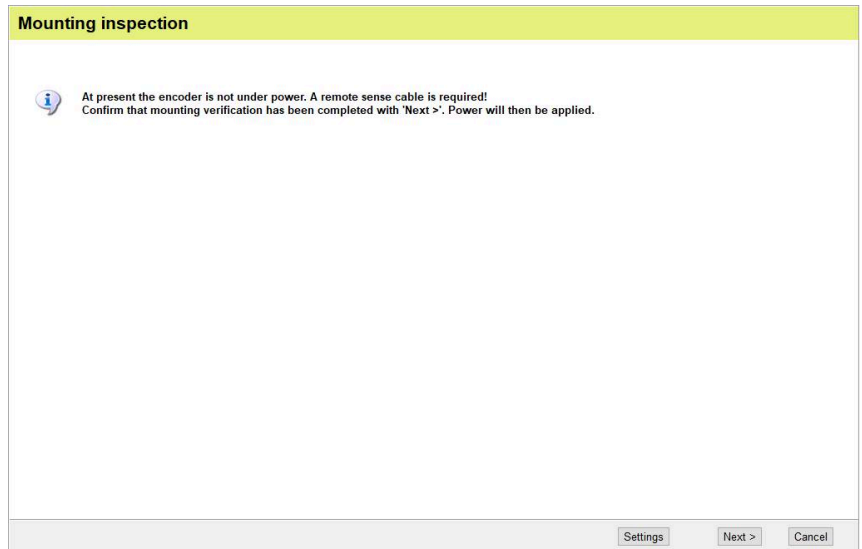 Mounting inspection
At present the encoder is not under power. A remote sense cable is required!
Confirm that mounting verification has been completed with 'Next >'. Power will then be applied.
Settings Next > Cancel